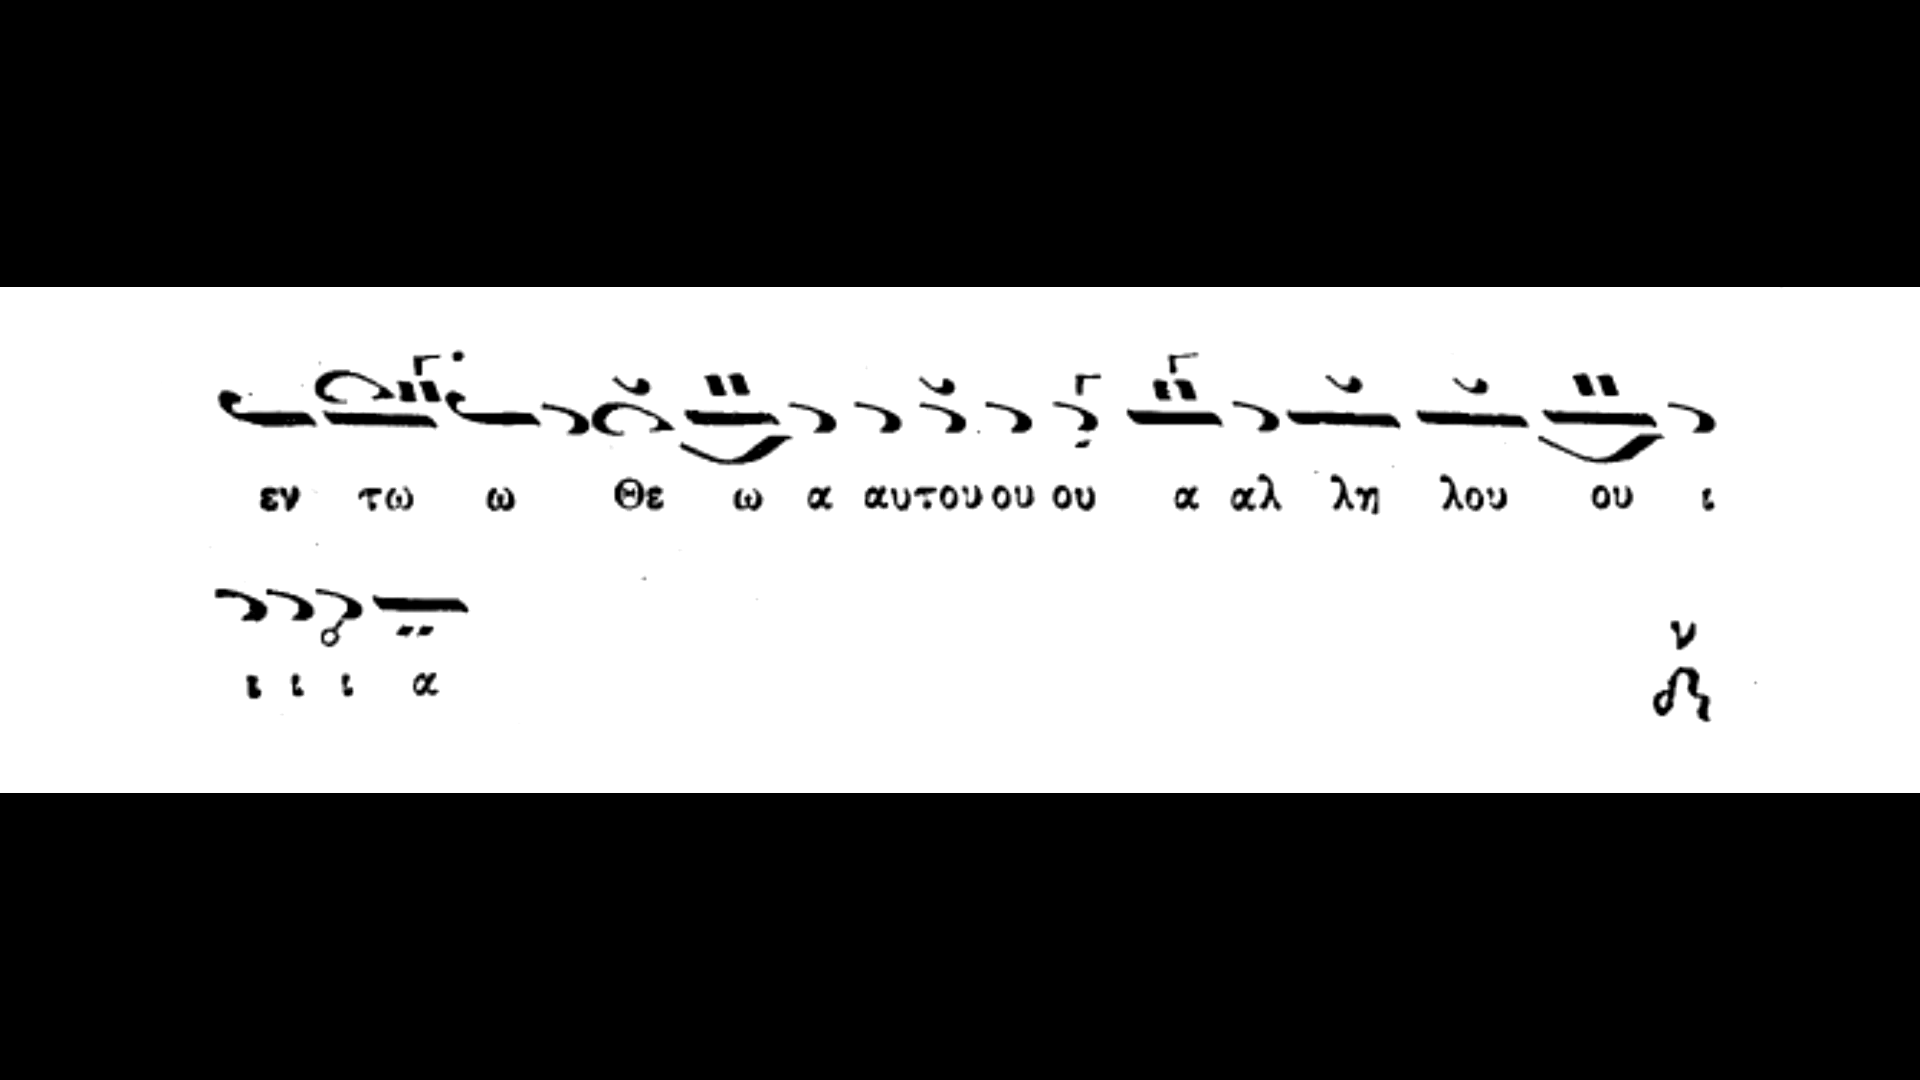 εν τω ω Θε ω α αυτου ου ου α αλ λη λου ου ι
ι ι ι α
ν